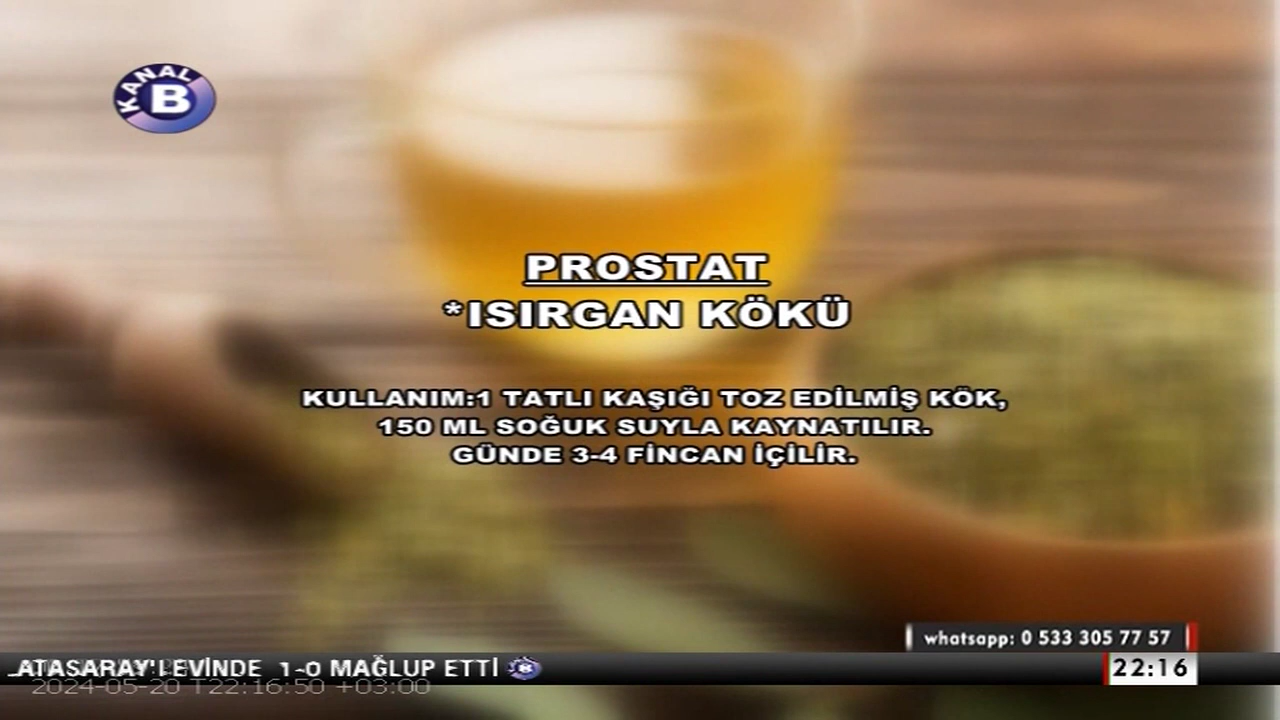 KANAL B
PROSTAT
*ISIRGAN KÖKÜ
KULLANIM:1 TATLI KAŞIĞI TOZ EDİLMİŞ KÖK,
150 ML SOĞUK SUYLA KAYNATILIR.
GÜNDE 3-4 FİNCAN İÇİLİR.
whatsapp: 0 533 305 77 57
ATASARAY'I EVİNDE 1-0 MAĞLUP ETTİ B
22:16
2024-05-20 T22:16:50 +03:00